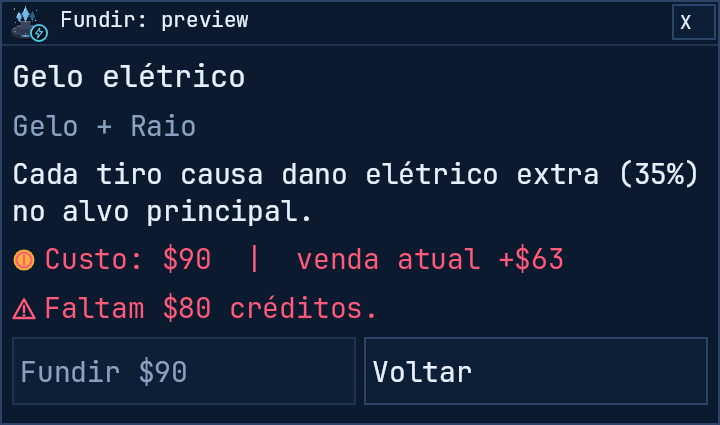 Fundir: preview
X
Gelo elétrico
Gelo + Raio
Cada tiro causa dano elétrico extra (35%)
no alvo principal.
Custo: $90 | venda atual +$63
Faltam $80 créditos.
Fundir $90
Voltar